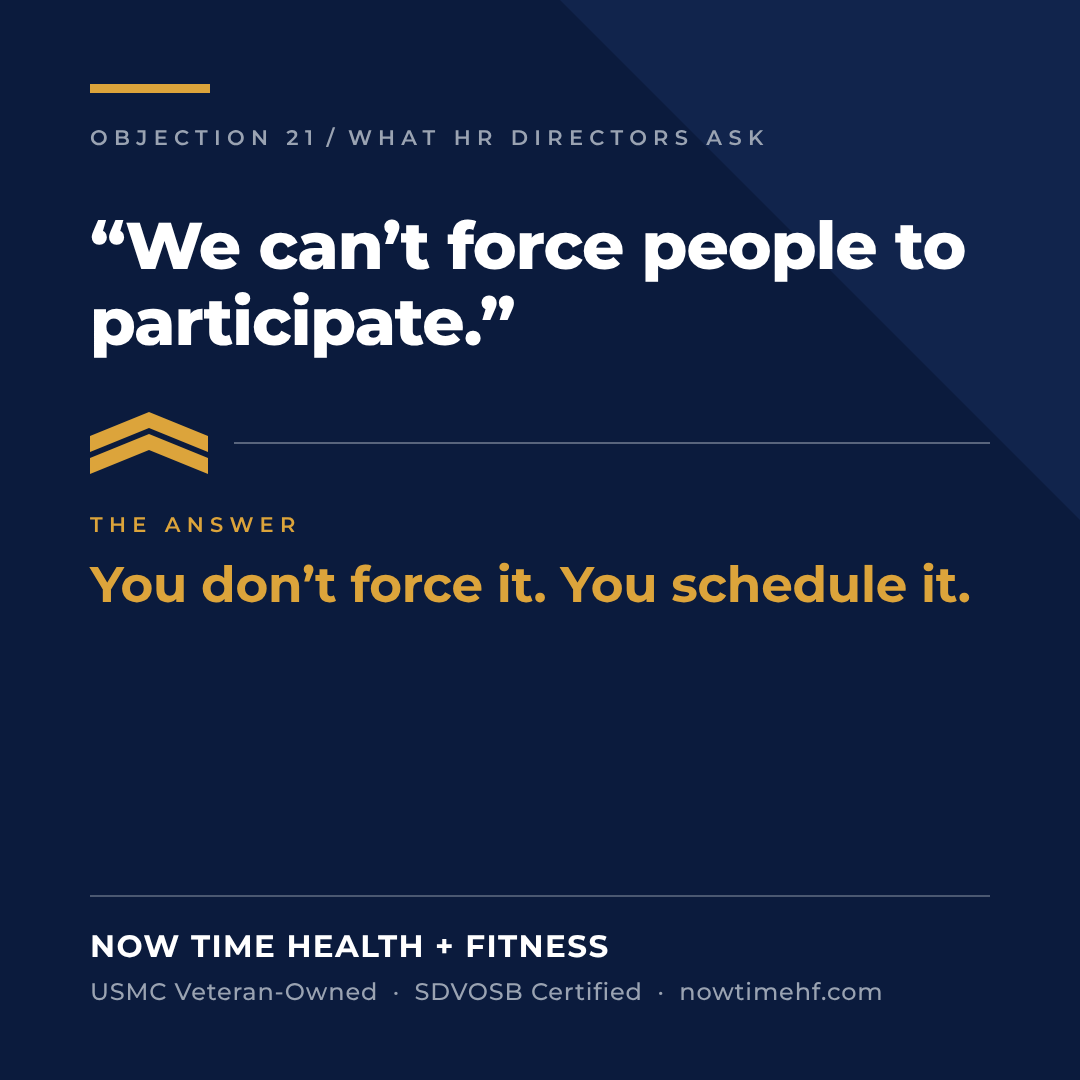 OBJECTION 21 / WHAT HR DIRECTORS ASK
“We can’t force people to
participate.”
THE ANSWER
You don’t force it. You schedule it.
NOW TIME HEALTH + FITNESS
USMC Veteran-Owned · SDVOSB Certified · nowtimehf.com